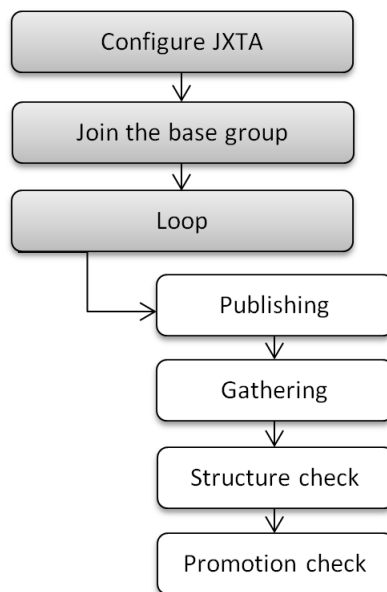 Configure JXTA
Join the base group
Loop
Publishing
Gathering
Structure check
Promotion check